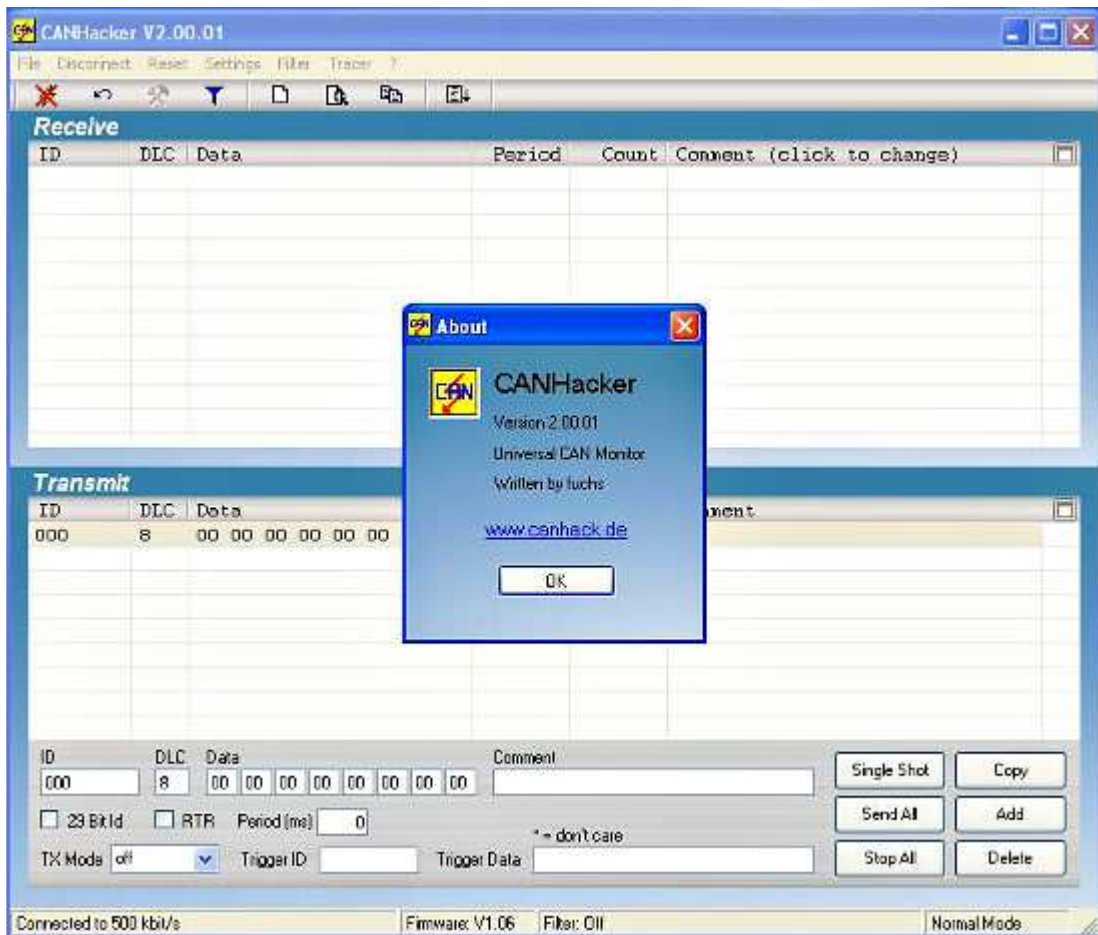 CANHacker V2.00.01
File Disconnect Reset Settings Filter Tracer ?
Receive
ID DLC Data Period Count Comment (click to change)
About
CAN
CANHacker
Version 2.00.01
Universal CAN Monitor
Written by fuchs
www.canhack.de
OK
Transmit
ID DLC Data
000 8 00 00 00 00 00 00
ID DLC Data Comment
000 8 00 00 00 00 00 00 00 00
Single Shot Copy
29 Bit Id RTR Period (ms) 0
* = don't care
Send All Add
TX Mode off Trigger ID Trigger Data
Stop All Delete
Connected to 500 kbit/s Firmware: V1.06 Filter: Off Normal Mode